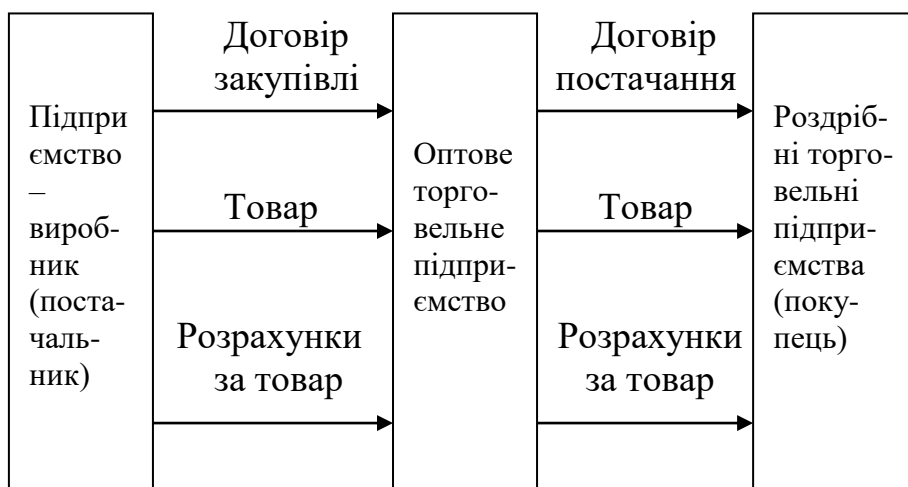 Підпри
ємство
–
вироб-
ник
(поста-
чаль-
ник)
Договір
закупівлі
Товар
Розрахунки
за товар
Оптове
торго-
вельне
підпри-
ємство
Договір
постачання
Товар
Розрахунки
за товар
Роздріб-
ні торго-
вельні
підпри-
ємства
(поку-
пець)